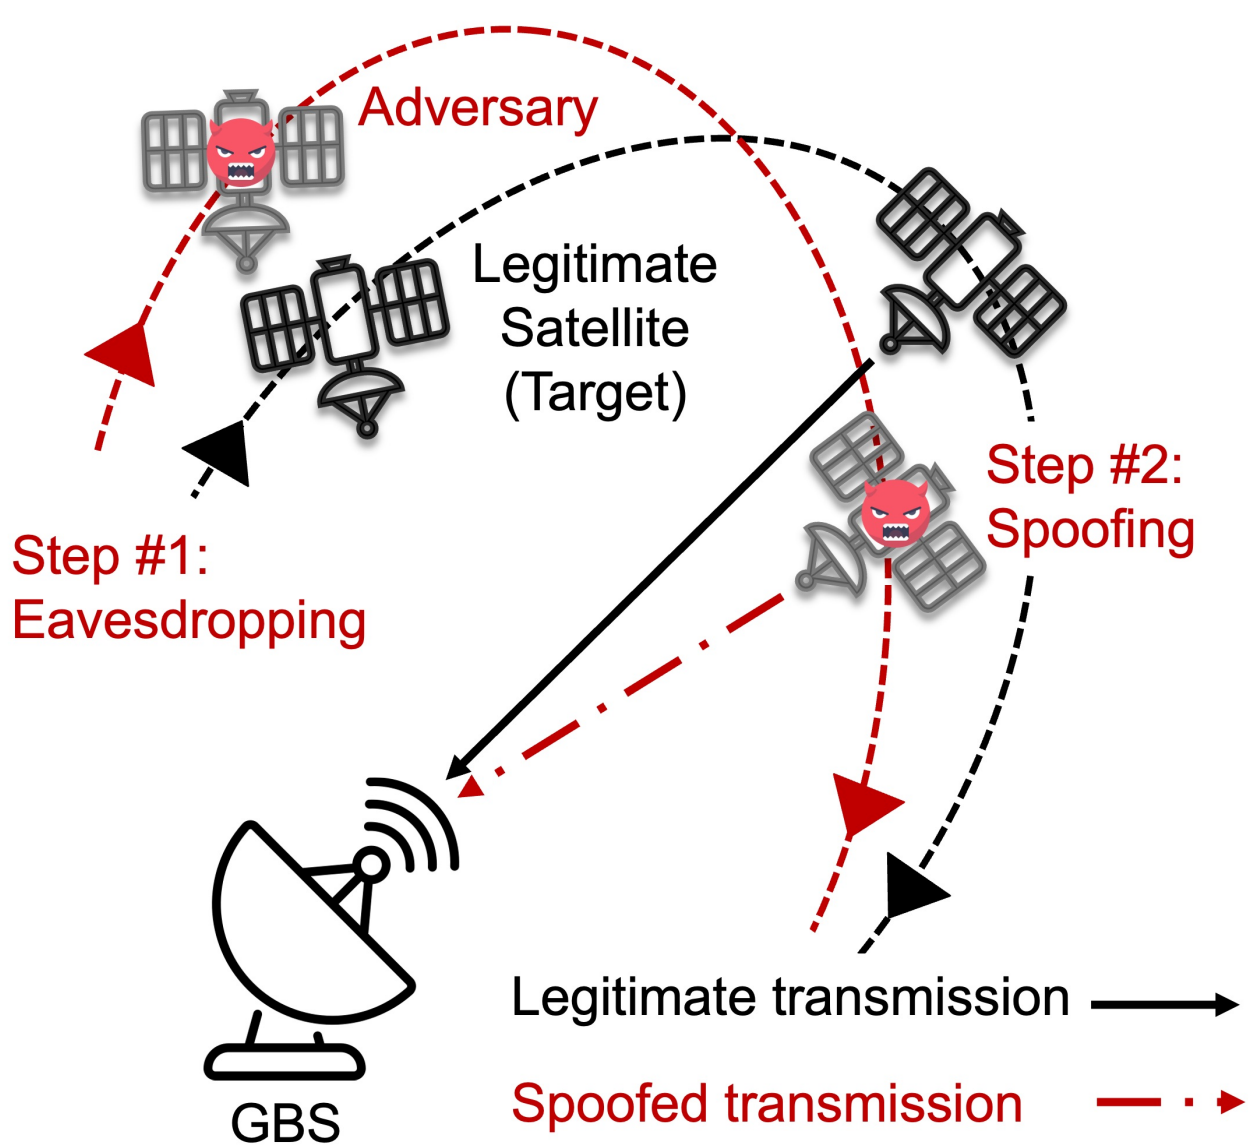 Adversary
Legitimate
Satellite
(Target)
Step #2:
Spoofing
Step #1:
Eavesdropping
Legitimate transmission
Spoofed transmission
GBS